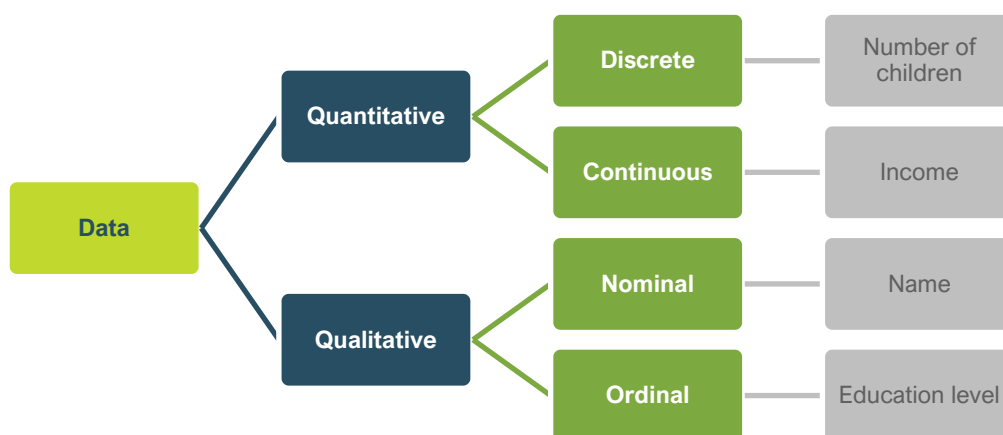 Data
Quantitative
Qualitative
Discrete
Continuous
Nominal
Ordinal
Number of
children
Income
Name
Education level